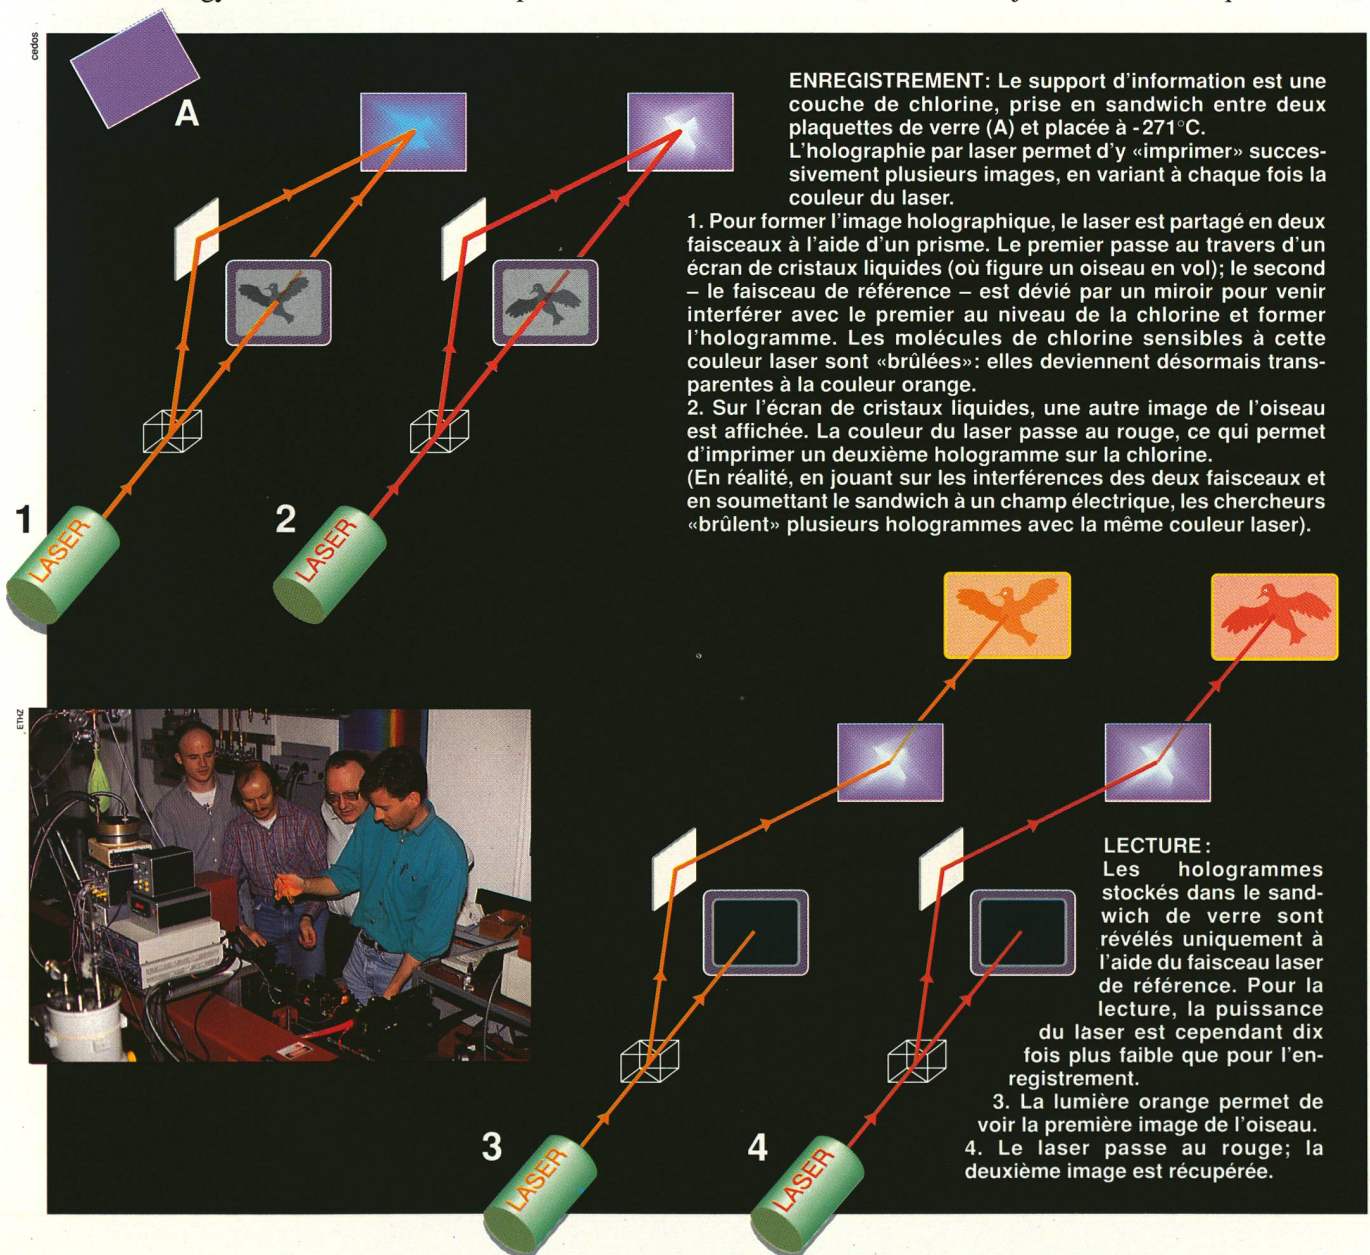 cedos
A
ENREGISTREMENT: Le support d'information est une
couche de chlorine, prise en sandwich entre deux
plaquettes de verre (A) et placée à -271°C.
L'holographie par laser permet d'y «imprimer» succes-
sivement plusieurs images, en variant à chaque fois la
couleur du laser.
1. Pour former l'image holographique, le laser est partagé en deux
faisceaux à l'aide d'un prisme. Le premier passe au travers d'un
écran de cristaux liquides (où figure un oiseau en vol); le second
– le faisceau de référence – est dévié par un miroir pour venir
interférer avec le premier au niveau de la chlorine et former
l'hologramme. Les molécules de chlorine sensibles à cette
couleur laser sont «brûlées»: elles deviennent désormais trans-
parentes à la couleur orange.
2. Sur l'écran de cristaux liquides, une autre image de l'oiseau
est affichée. La couleur du laser passe au rouge, ce qui permet
d'imprimer un deuxième hologramme sur la chlorine.
(En réalité, en jouant sur les interférences des deux faisceaux et
en soumettant le sandwich à un champ électrique, les chercheurs
«brûlent» plusieurs hologrammes avec la même couleur laser).
1
LASER
2
LASER
ETHZ
LECTURE:
Les hologrammes
stockés dans le sand-
wich de verre sont
révélés uniquement à
l'aide du faisceau laser
de référence. Pour la
lecture, la puissance
du laser est cependant dix
fois plus faible que pour l'en-
registrement.
3. La lumière orange permet de
voir la première image de l'oiseau.
4. Le laser passe au rouge; la
deuxième image est récupérée.
3
LASER
4
LASER